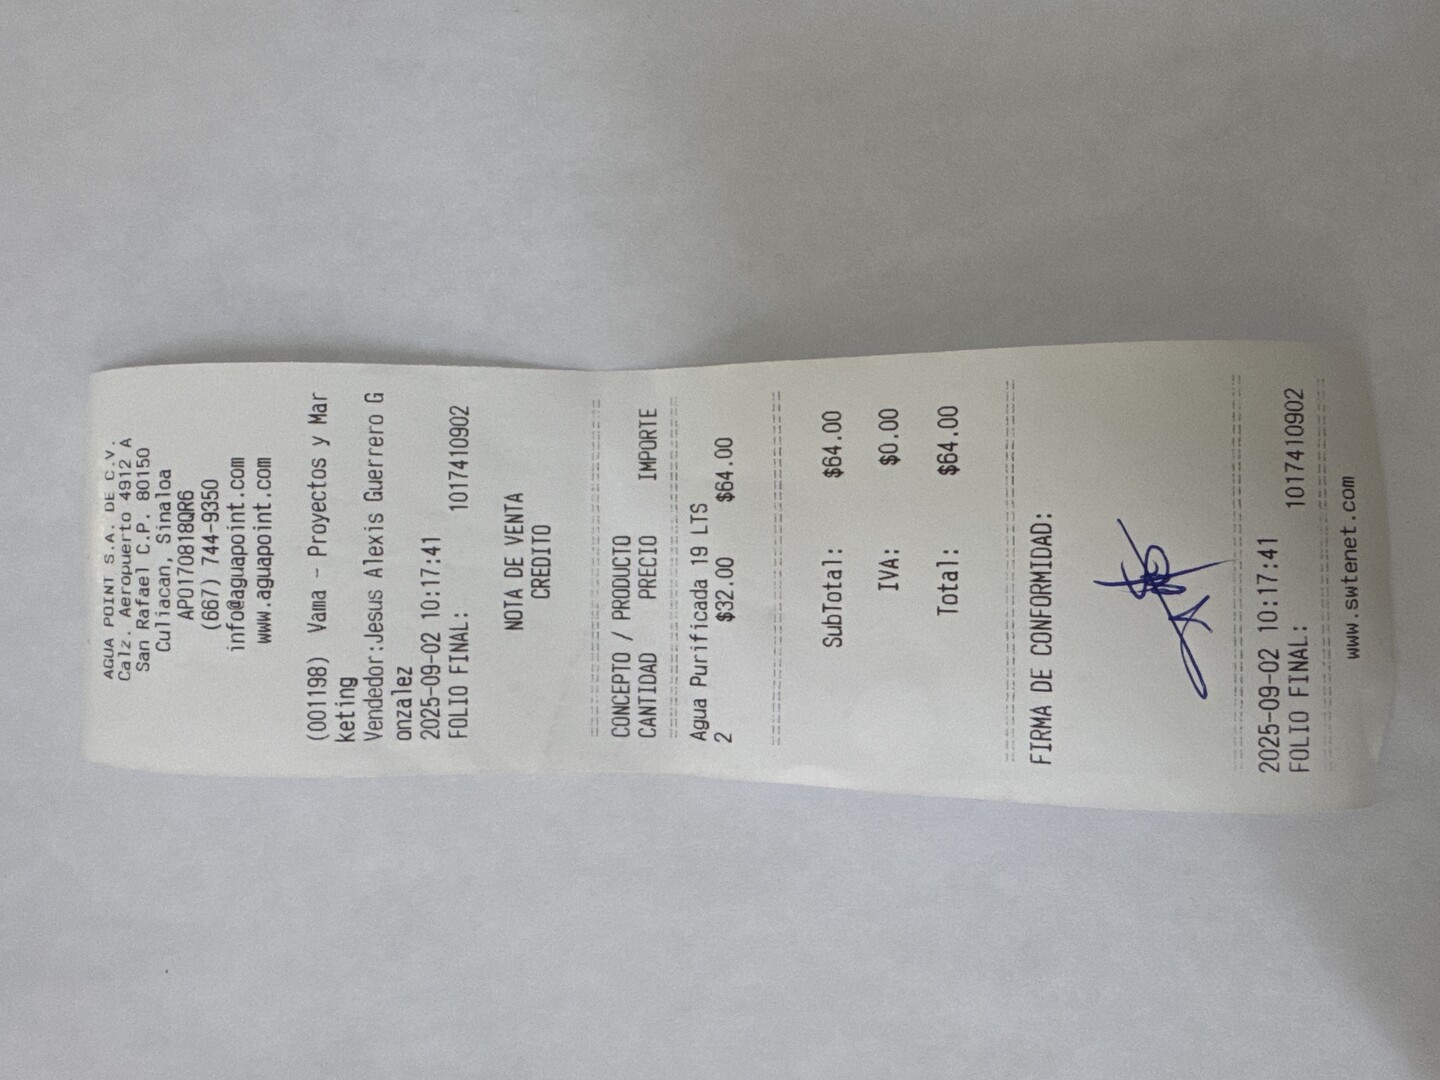 AGUA POINT S.A. DE C.V.
Calz. Aeropuerto 4912 A
San Rafael C.P. 80150
Culiacan, Sinaloa
APO170818QR6
(667) 744-9350
info@aguapoint.com
www.aguapoint.com
(001198) Vama - Proyectos y Mar
keting
Vendedor:Jesus Alexis Guerrero G
onzalez
2025-09-02 10:17:41
FOLIO FINAL: 1017410902
NOTA DE VENTA
CREDITO
CONCEPTO / PRODUCTO
CANTIDAD PRECIO IMPORTE
Agua Purificada 19 LTS
2 $32.00 $64.00
SubTotal: $64.00
IVA: $0.00
Total: $64.00
FIRMA DE CONFORMIDAD:
2025-09-02 10:17:41
FOLIO FINAL: 1017410902
www.swtenet.com